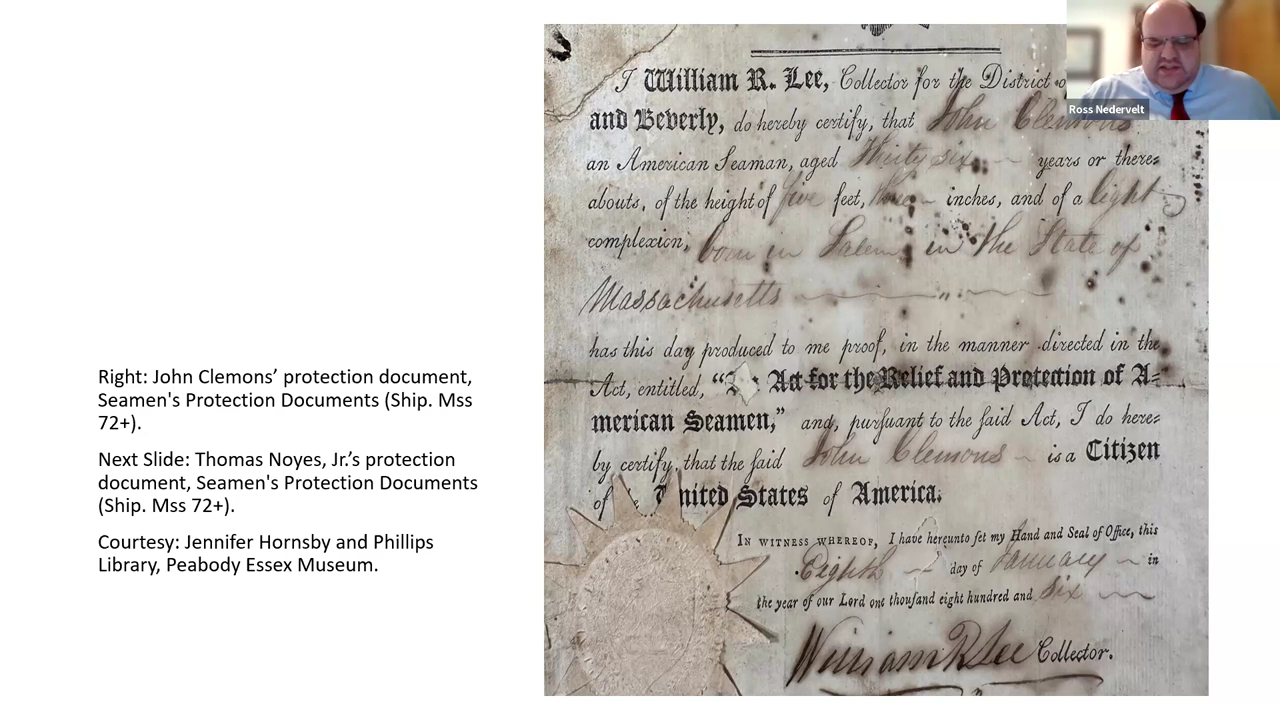 Right: John Clemons’ protection document,
Seamen's Protection Documents (Ship. Mss
72+).
Next Slide: Thomas Noyes, Jr.’s protection
document, Seamen's Protection Documents
(Ship. Mss 72+).
Courtesy: Jennifer Hornsby and Phillips
Library, Peabody Essex Museum.
I William R. Lee, Collector for the District
and Beverly, do hereby certify, that John Clemons
an American Seaman, aged Thirty six years or there=
abouts, of the height of five feet, three inches, and of a light
complexion, born in Salem in the State of
Massachusetts
has this day produced to me proof, in the manner directed in the
Act, entitled, “ Act for the Relief and Protection of A=
merican Seamen,” and, purſuant to the ſaid Act, I do here=
by certify, that the ſaid John Clemons is a Citizen
of United States of America.
IN WITNESS WHEREOF, I have hereunto ſet my Hand and Seal of Office, this
Eighth day of January in
the year of our Lord one thouſand eight hundred and Six
William R Lee Collector.
Ross Nedervelt